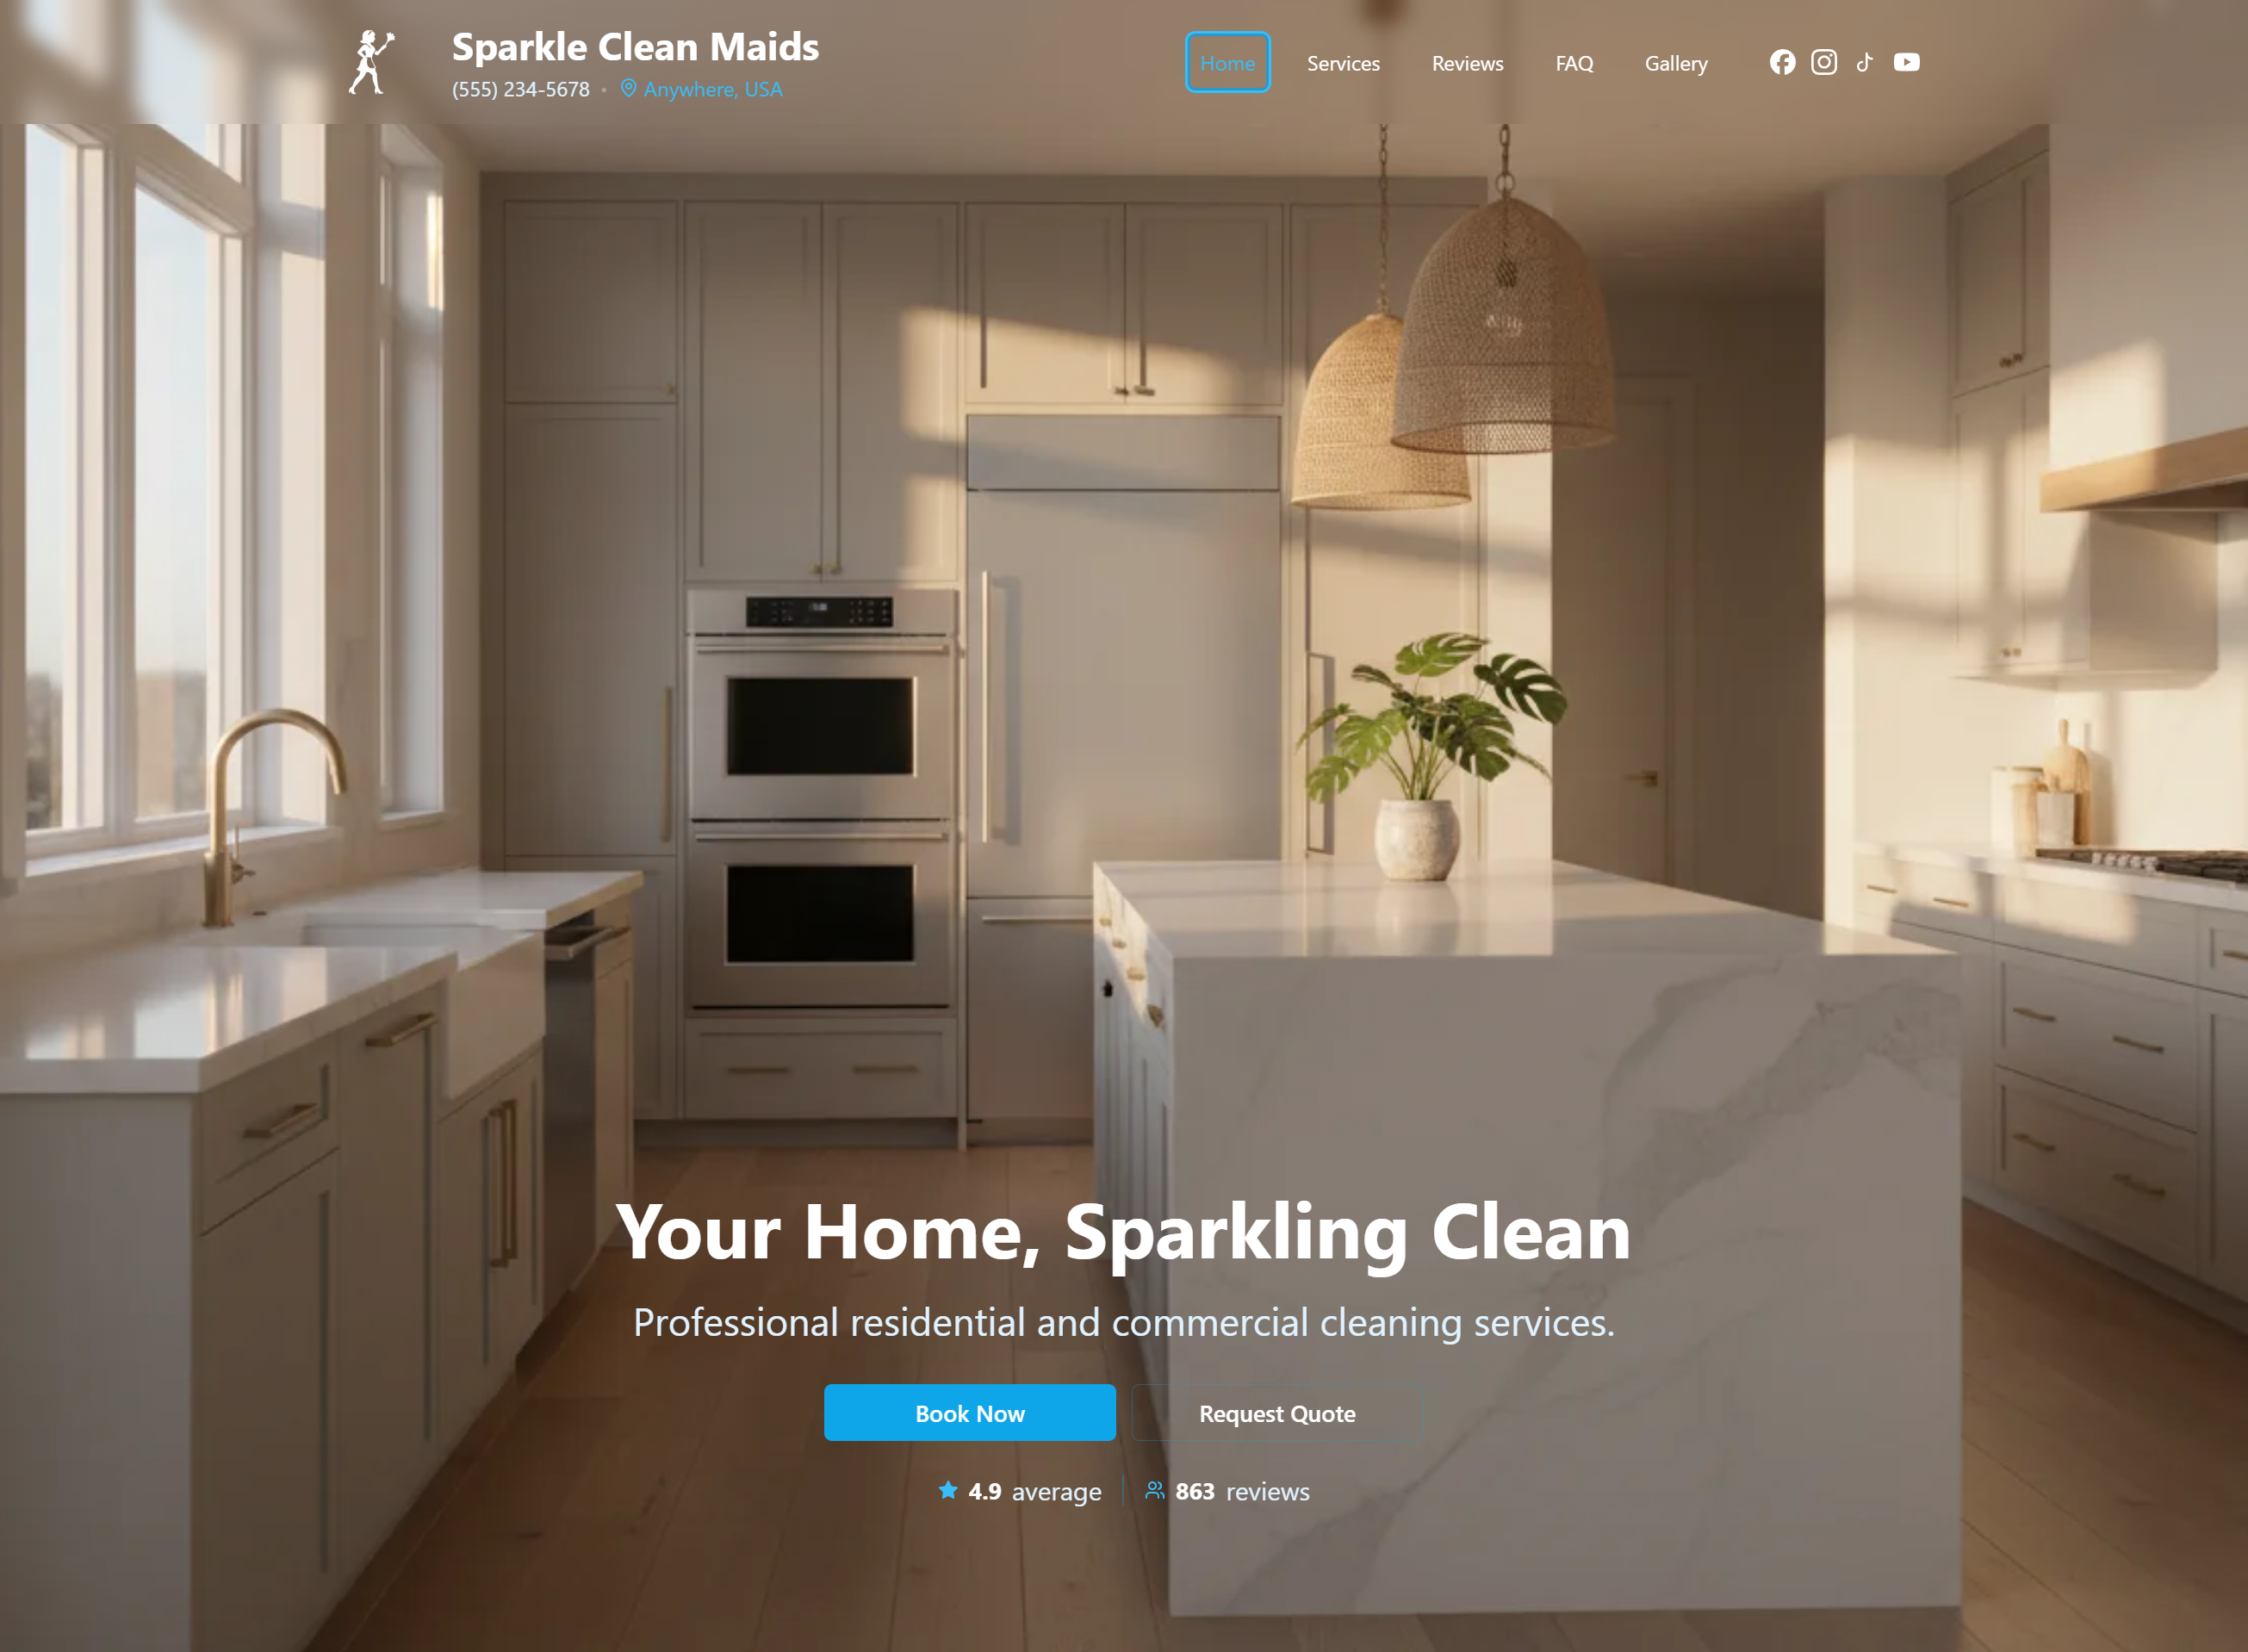 Sparkle Clean Maids
(555) 234-5678 • Anywhere, USA
Home Services Reviews FAQ Gallery
Your Home, Sparkling Clean
Professional residential and commercial cleaning services.
Book Now Request Quote
4.9 average 863 reviews